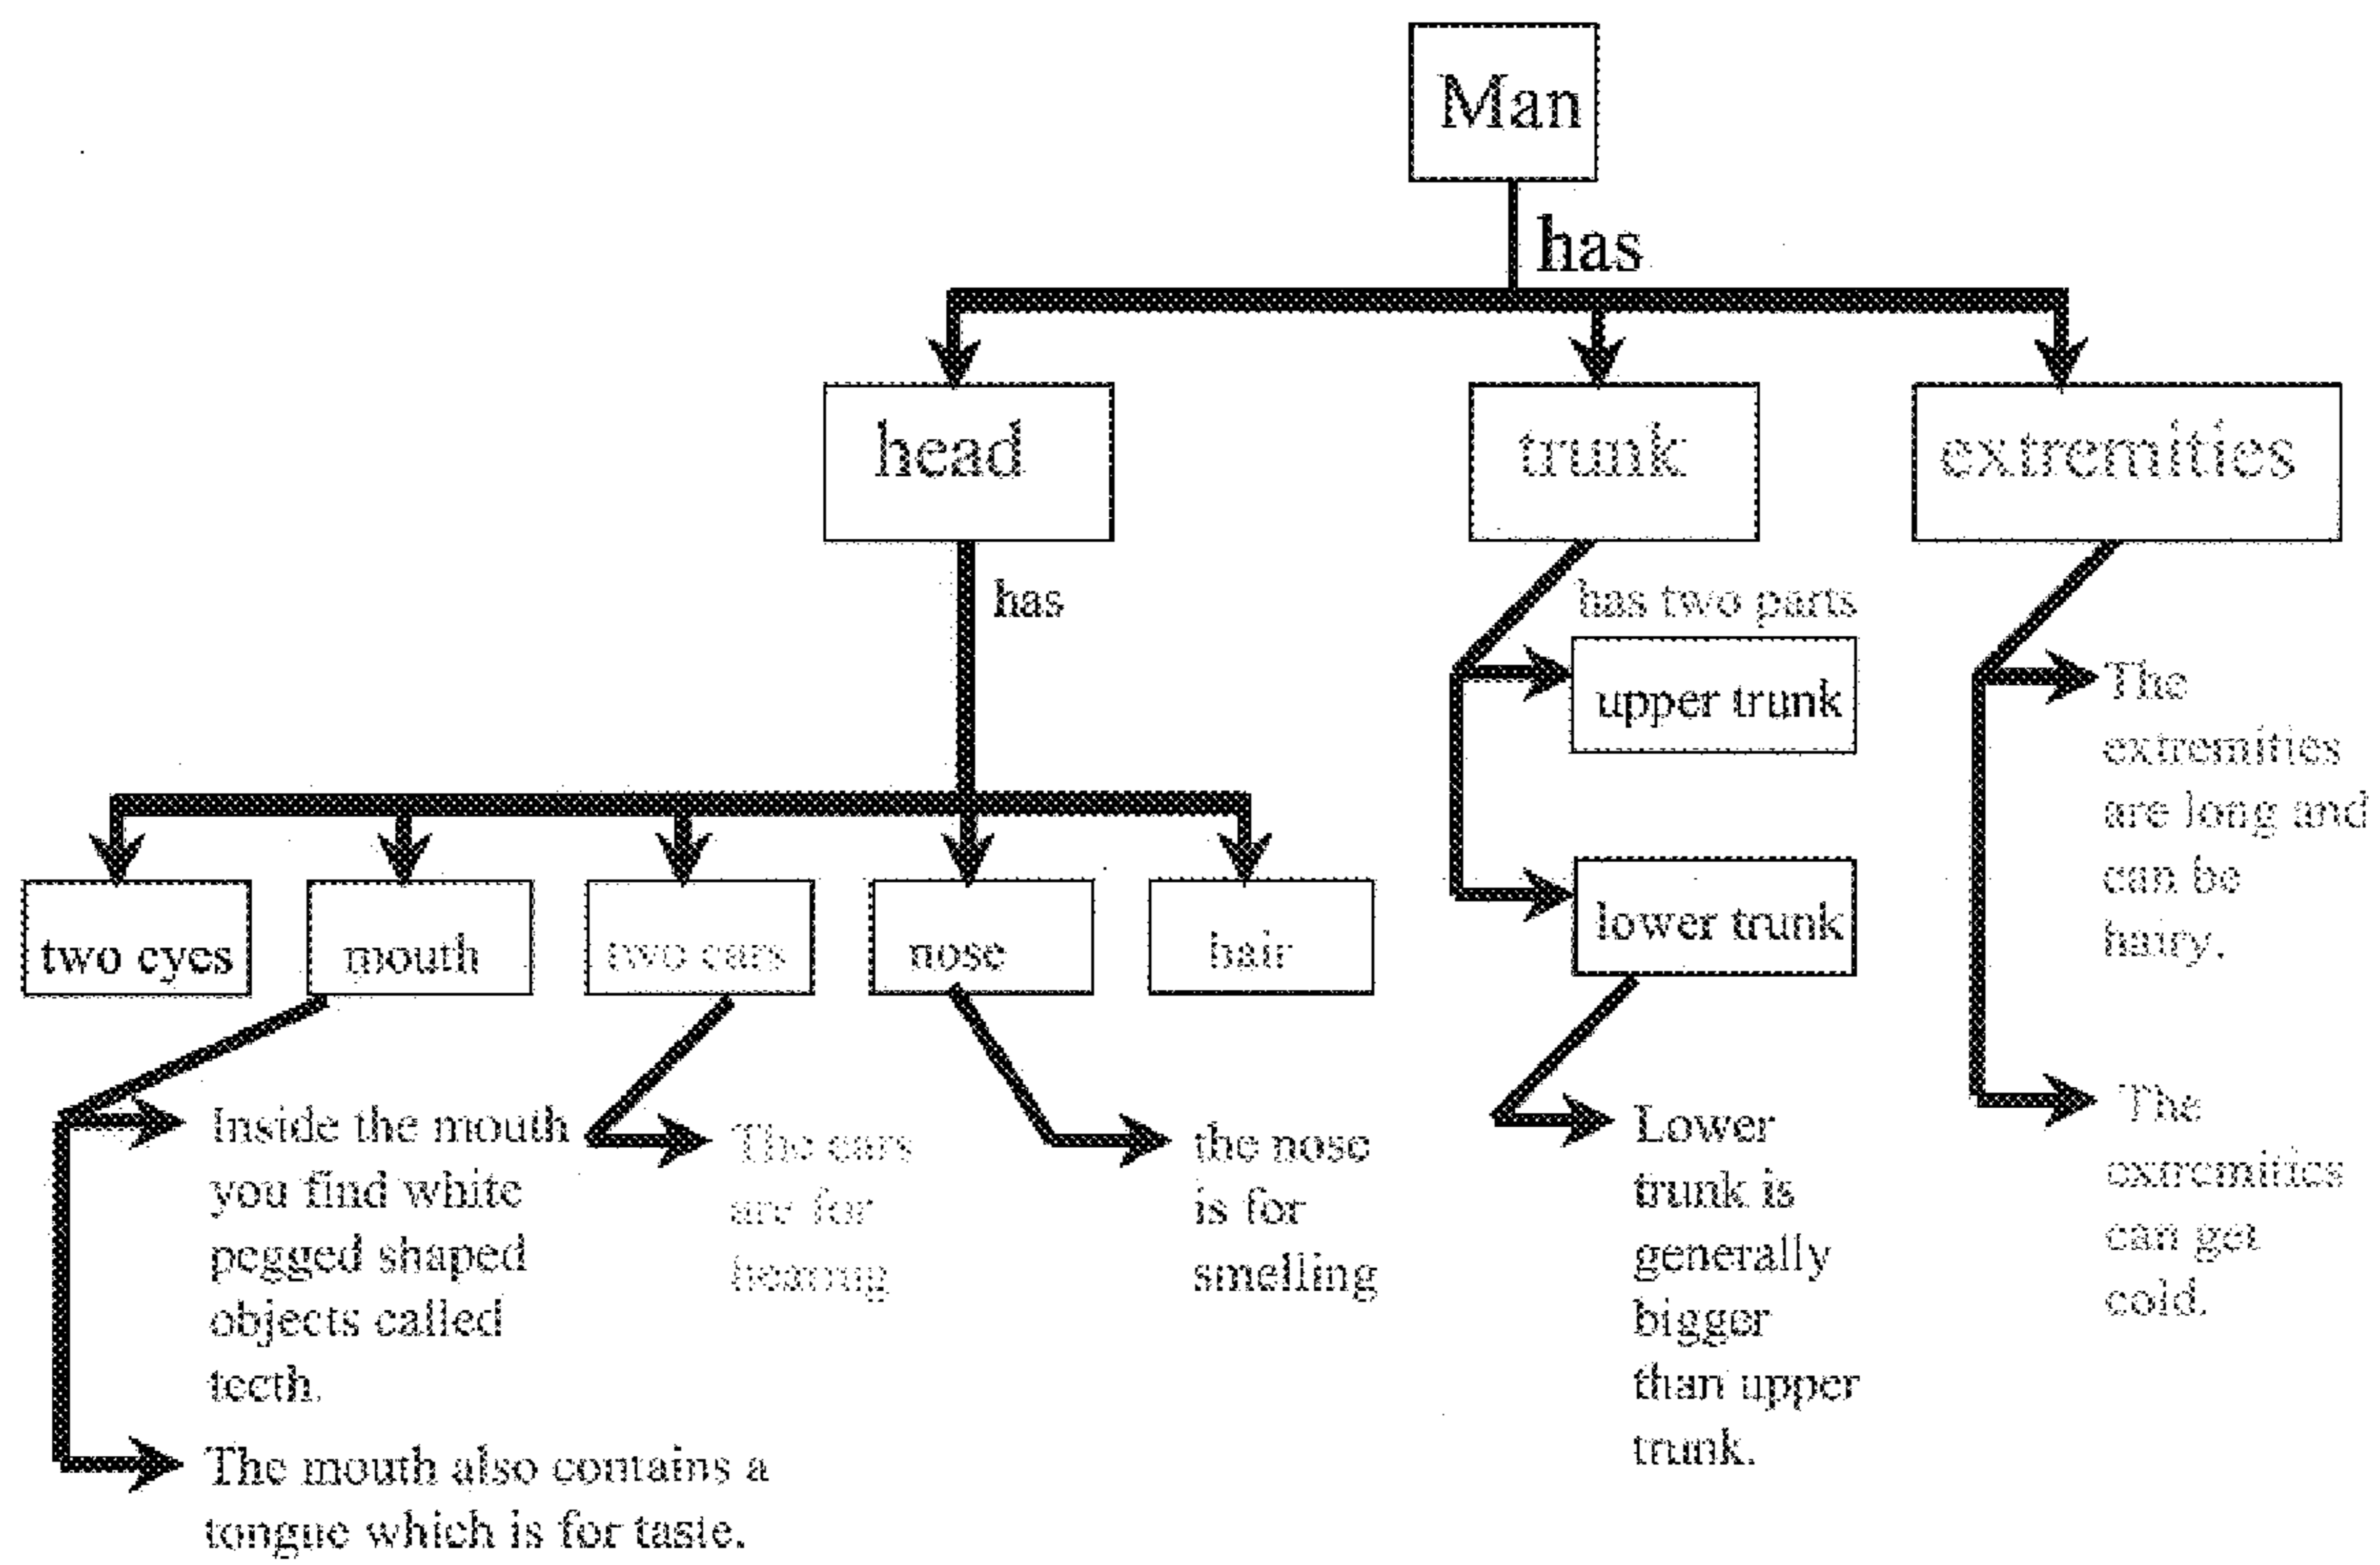 Man
has
head
trunk
extremities
has
has two parts
upper trunk
lower trunk
two eyes
mouth
two ears
nose
hair
Inside the mouth
you find white
pegged shaped
objects called
teeth.
The mouth also contains a
tongue which is for taste.
The ears
are for
hearing
the nose
is for
smelling
Lower
trunk is
generally
bigger
than upper
trunk.
The
extremities
are long and
can be
hairy.
The
extremities
can get
cold.